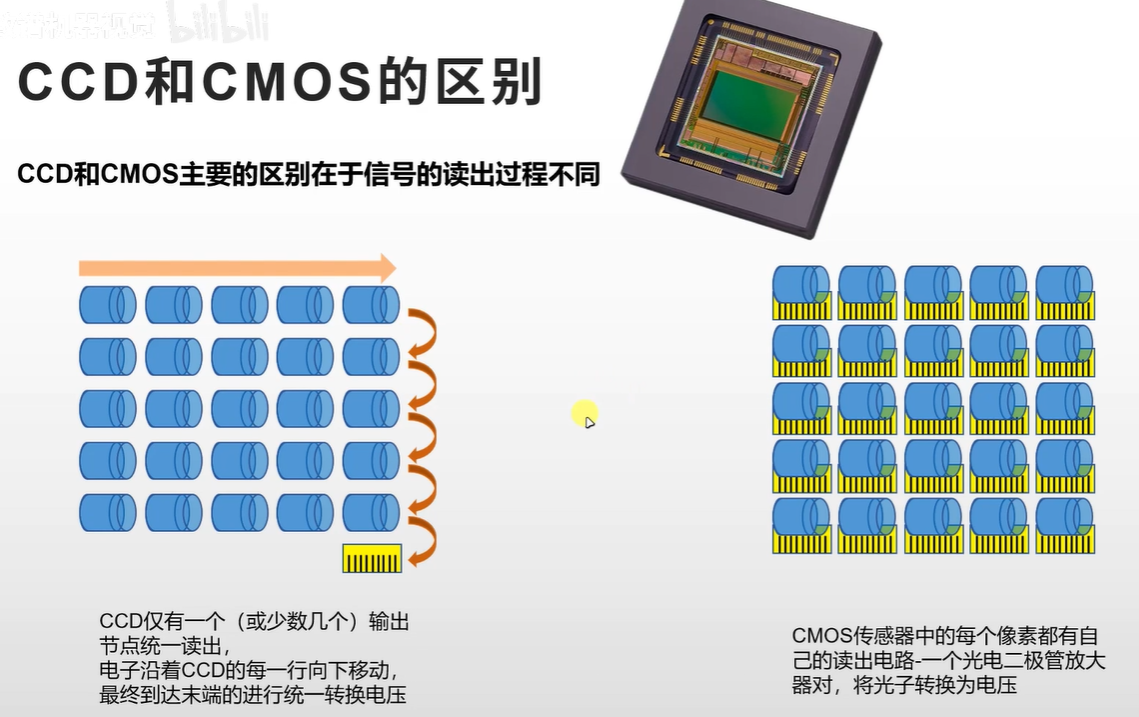 bilibili
CCD和CMOS的区别
CCD和CMOS主要的区别在于信号的读出过程不同
CCD仅有一个（或少数几个）输出
节点统一读出，
电子沿着CCD的每一行向下移动，
最终到达末端的进行统一转换电压
CMOS传感器中的每个像素都有自
己的读出电路-一个光电二极管放大
器对，将光子转换为电压